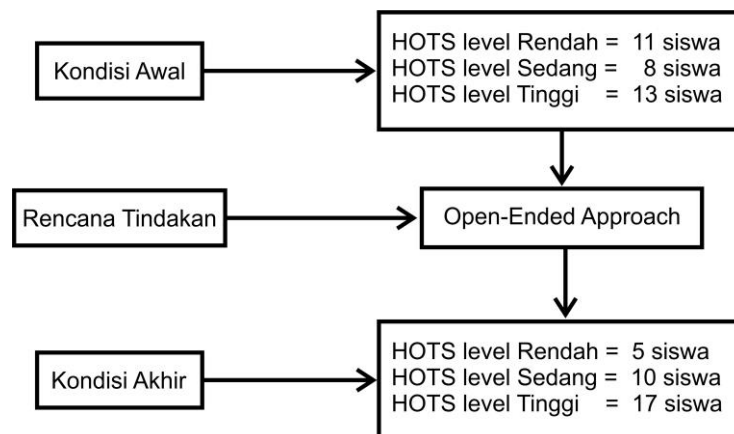 Kondisi Awal
HOTS level Rendah = 11 siswa
HOTS level Sedang = 8 siswa
HOTS level Tinggi = 13 siswa
Rencana Tindakan
Open-Ended Approach
Kondisi Akhir
HOTS level Rendah = 5 siswa
HOTS level Sedang = 10 siswa
HOTS level Tinggi = 17 siswa